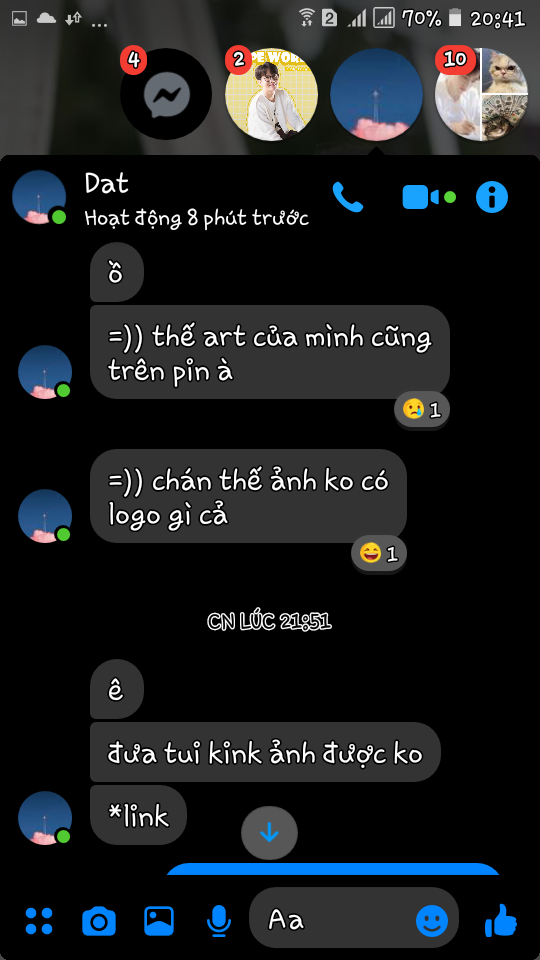 2 70% 20:41
4 2 10
PE WOR
Dat
Hoạt động 8 phút trước
ồ
=)) thế art của mình cũng
trên pin à
😢 1
=)) chán thế ảnh ko có
logo gì cả
😄 1
CN LÚC 21:51
ê
đưa tui kink ảnh được ko
*link
Aa